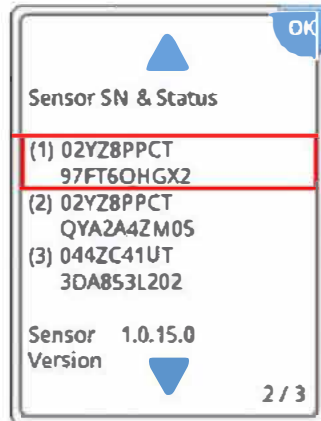 OK
Sensor SN & Status
(1) 02YZ8PPCT
97FT6OHGX2
(2) 02YZ8PPCT
QYA2A4ZM05
(3) 044ZC41UT
3DA853L202
Sensor 1.0.15.0
Version
2 / 3